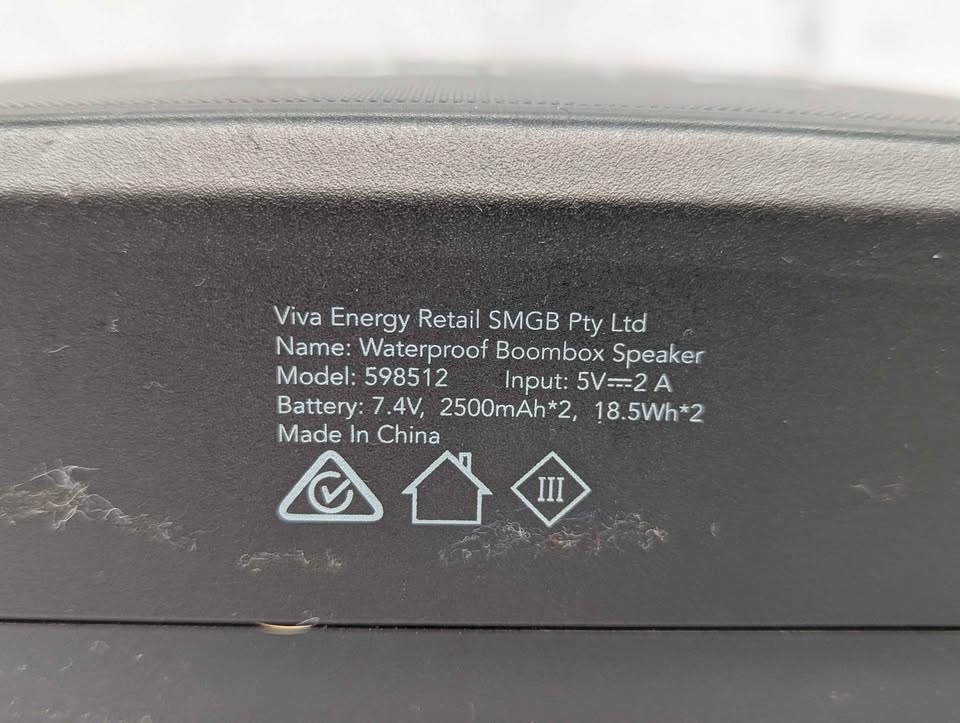 Viva Energy Retail SMGB Pty Ltd
Name: Waterproof Boombox Speaker
Model: 598512 Input: 5V⎓2 A
Battery: 7.4V, 2500mAh*2, 18.5Wh*2
Made In China
III